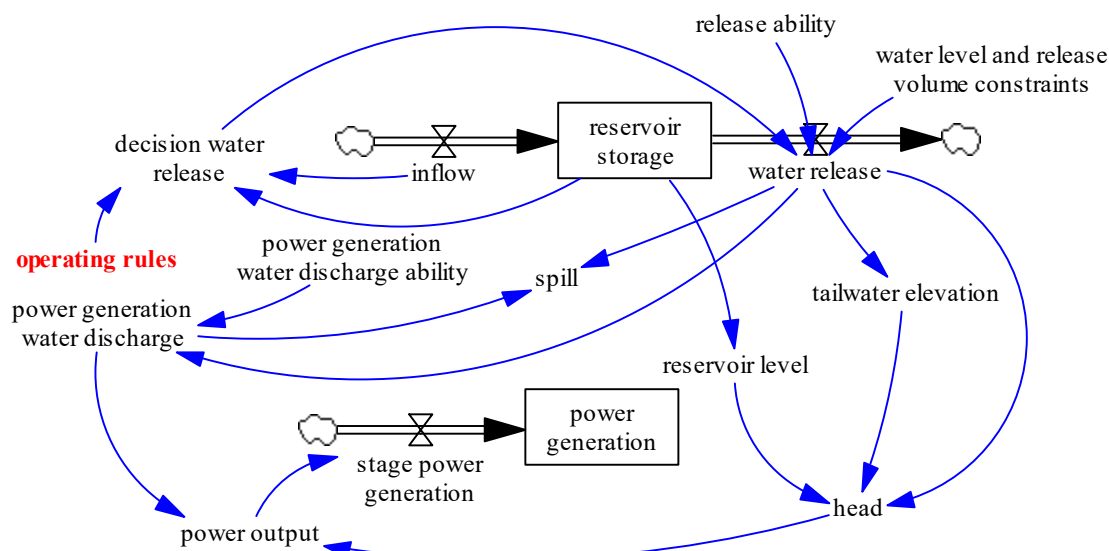 release ability
water level and release
volume constraints
decision water
release
inflow
reservoir
storage
water release
operating rules
power generation
water discharge ability
spill
tailwater elevation
power generation
water discharge
reservoir level
power
generation
stage power
generation
head
power output